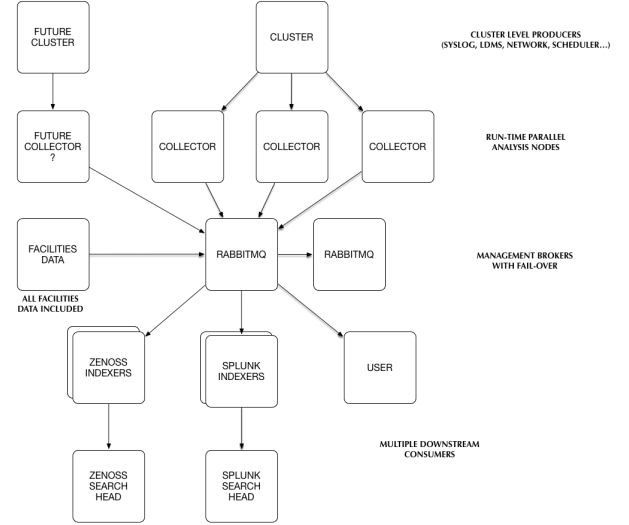 FUTURE
CLUSTER
CLUSTER
CLUSTER LEVEL PRODUCERS
(SYSLOG, LDMS, NETWORK, SCHEDULER...)
FUTURE
COLLECTOR
?
COLLECTOR
COLLECTOR
COLLECTOR
RUN-TIME PARALLEL
ANALYSIS NODES
FACILITIES
DATA
RABBITMQ
RABBITMQ
MANAGEMENT BROKERS
WITH FAIL-OVER
ALL FACILITIES
DATA INCLUDED
ZENOSS
INDEXERS
SPLUNK
INDEXERS
USER
MULTIPLE DOWNSTREAM
CONSUMERS
ZENOSS
SEARCH
HEAD
SPLUNK
SEARCH
HEAD